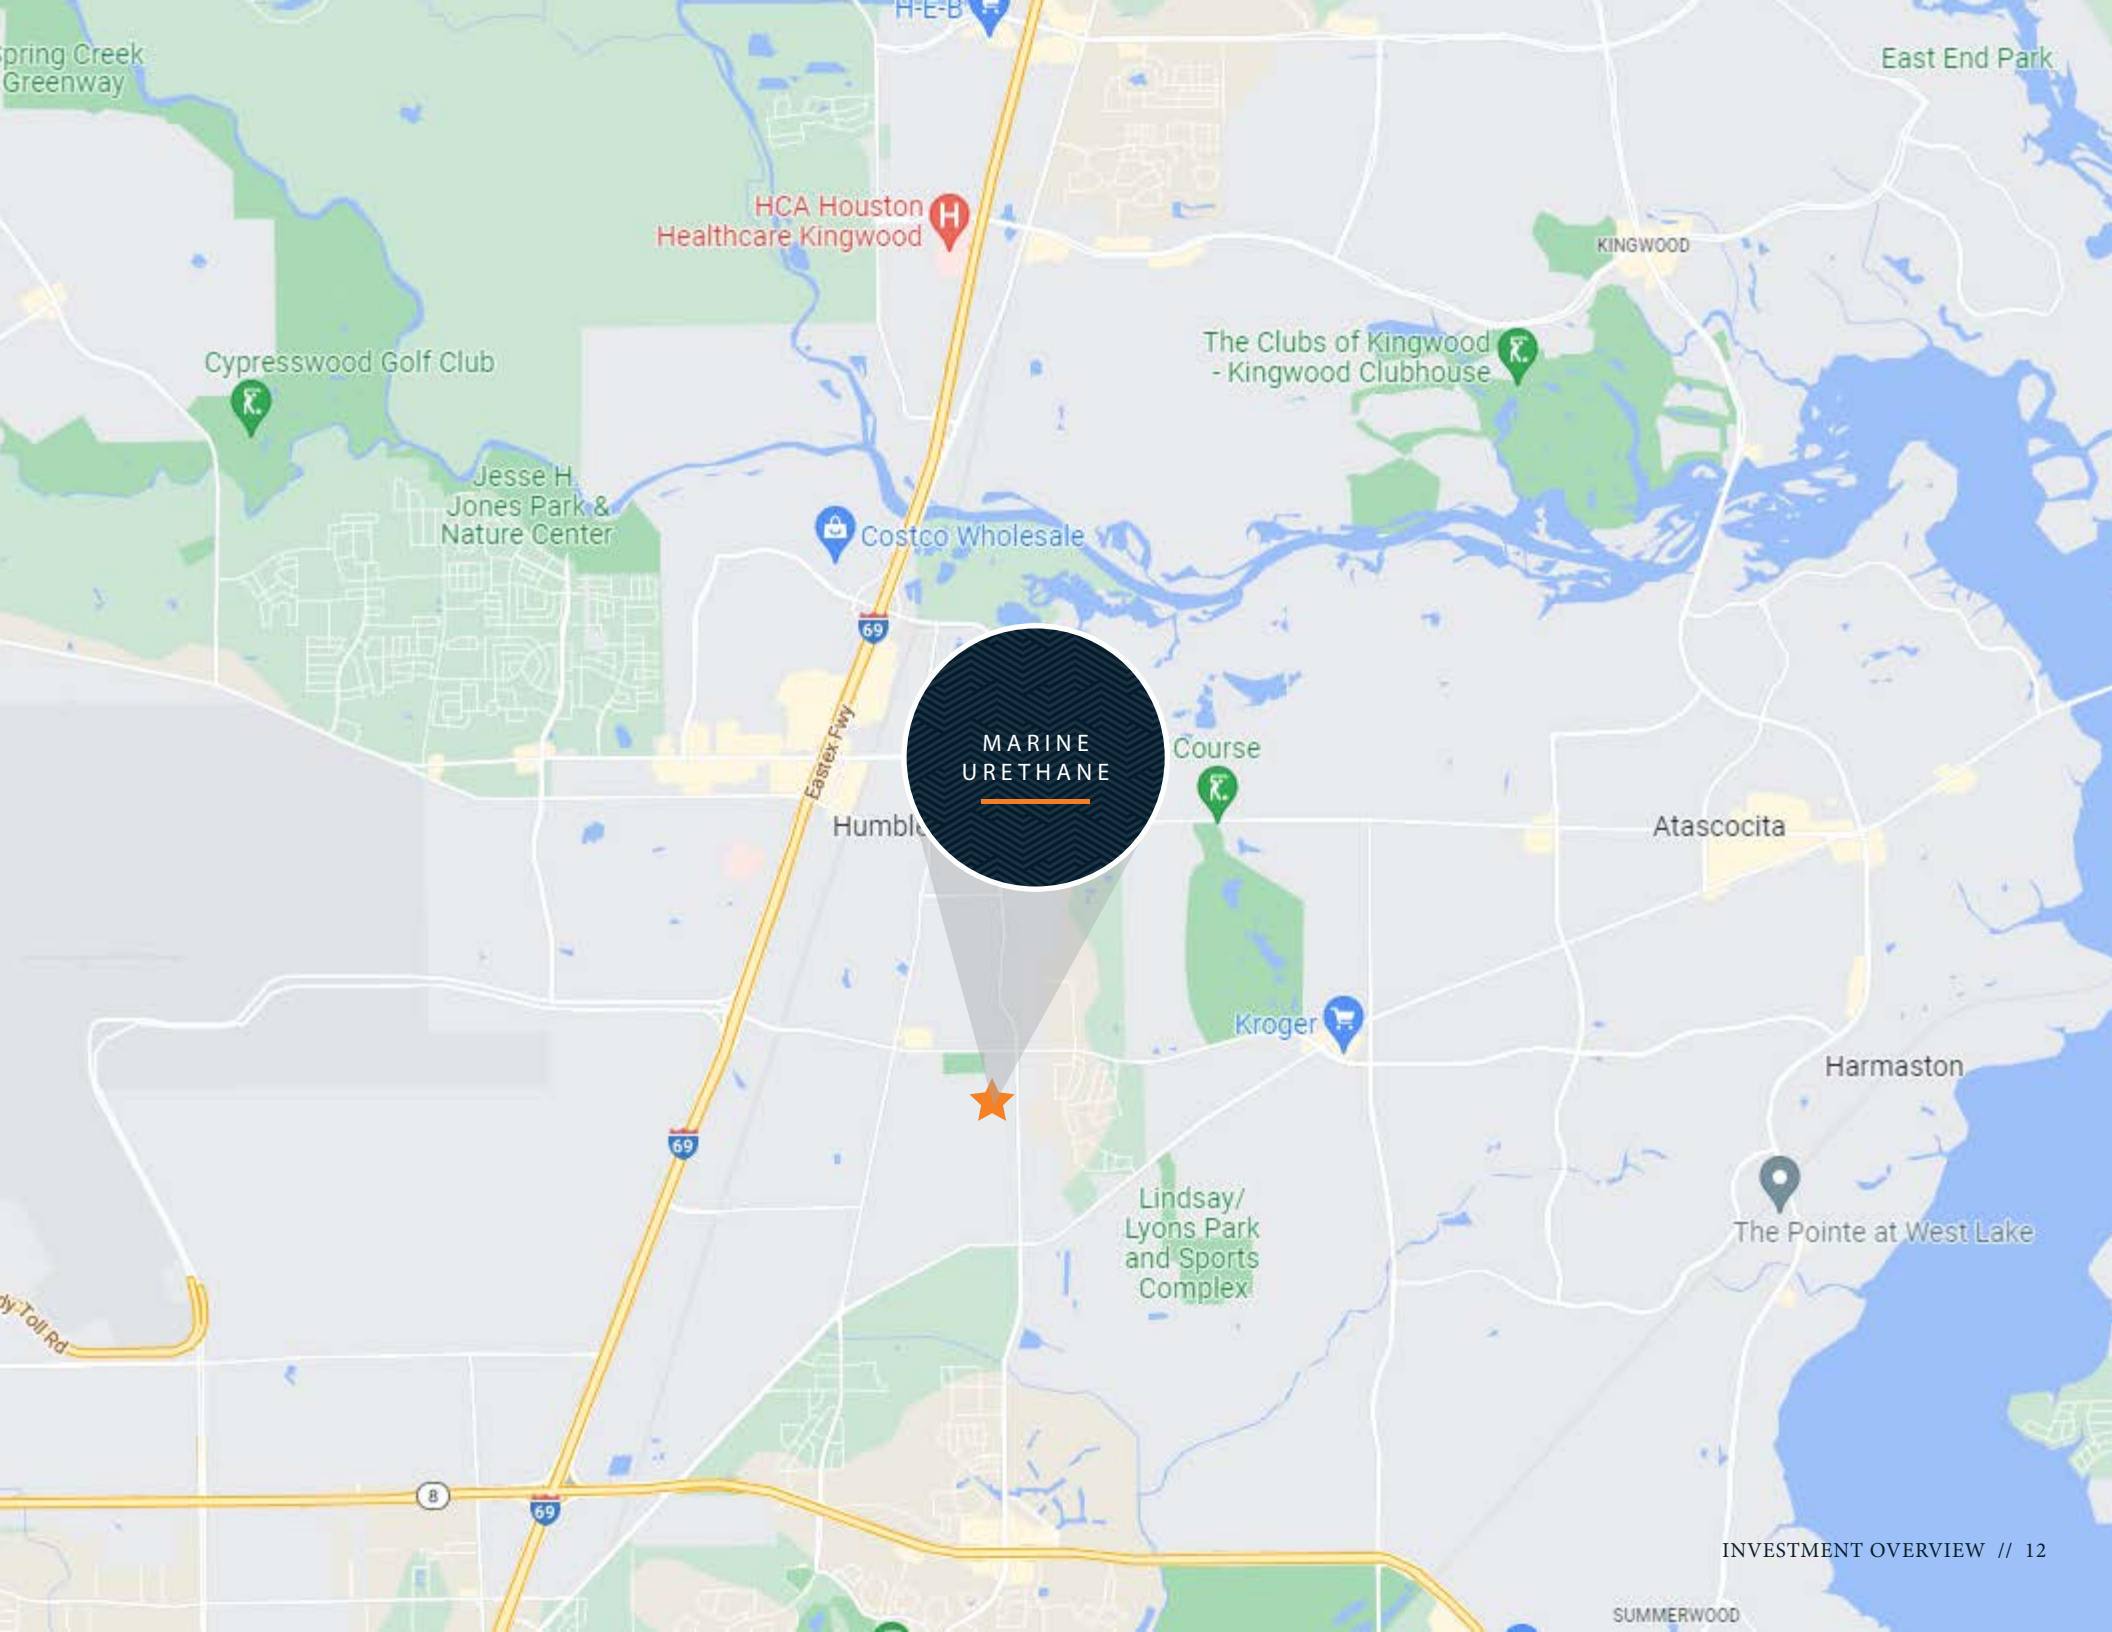 H-E-B
Spring Creek
Greenway
East End Park
HCA Houston
Healthcare Kingwood
KINGWOOD
The Clubs of Kingwood
- Kingwood Clubhouse
Cypresswood Golf Club
Jesse H.
Jones Park &
Nature Center
Costco Wholesale
69
MARINE
URETHANE
Course
Eastex Fwy
Humble
Atascocita
Kroger
Harmaston
69
Lindsay/
Lyons Park
and Sports
Complex
The Pointe at West Lake
dy Toll Rd
8
69
INVESTMENT OVERVIEW // 12
SUMMERWOOD